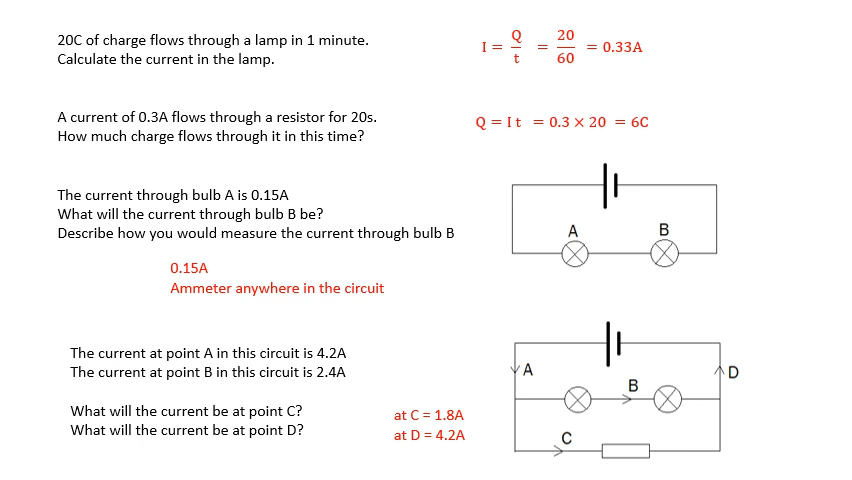 20C of charge flows through a lamp in 1 minute.
Calculate the current in the lamp.
I = Q/t = 20/60 = 0.33A
A current of 0.3A flows through a resistor for 20s.
How much charge flows through it in this time?
Q = I t = 0.3 × 20 = 6C
The current through bulb A is 0.15A
What will the current through bulb B be?
Describe how you would measure the current through bulb B
0.15A
Ammeter anywhere in the circuit
A B
The current at point A in this circuit is 4.2A
The current at point B in this circuit is 2.4A
What will the current be at point C?
What will the current be at point D?
at C = 1.8A
at D = 4.2A
A D
B
C